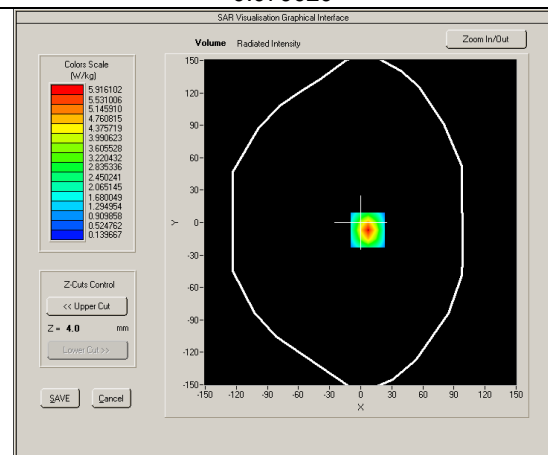 SAR Visualisation Graphical Interface
Volume Radiated Intensity
Zoom In/Out
Colors Scale
(W/kg)
5.916102
5.531006
5.145910
4.760815
4.375719
3.990623
3.605528
3.220432
2.835336
2.450241
2.065145
1.680049
1.294954
0.909858
0.524762
0.139667
Z-Cuts Control
<< Upper Cut
Z = 4.0 mm
Lower Cut >>
SAVE Cancel
150
120
90
60
30
0
-30
-60
-90
-120
-150
Y
-150 -120 -90 -60 -30 0 30 60 90 120 150
X